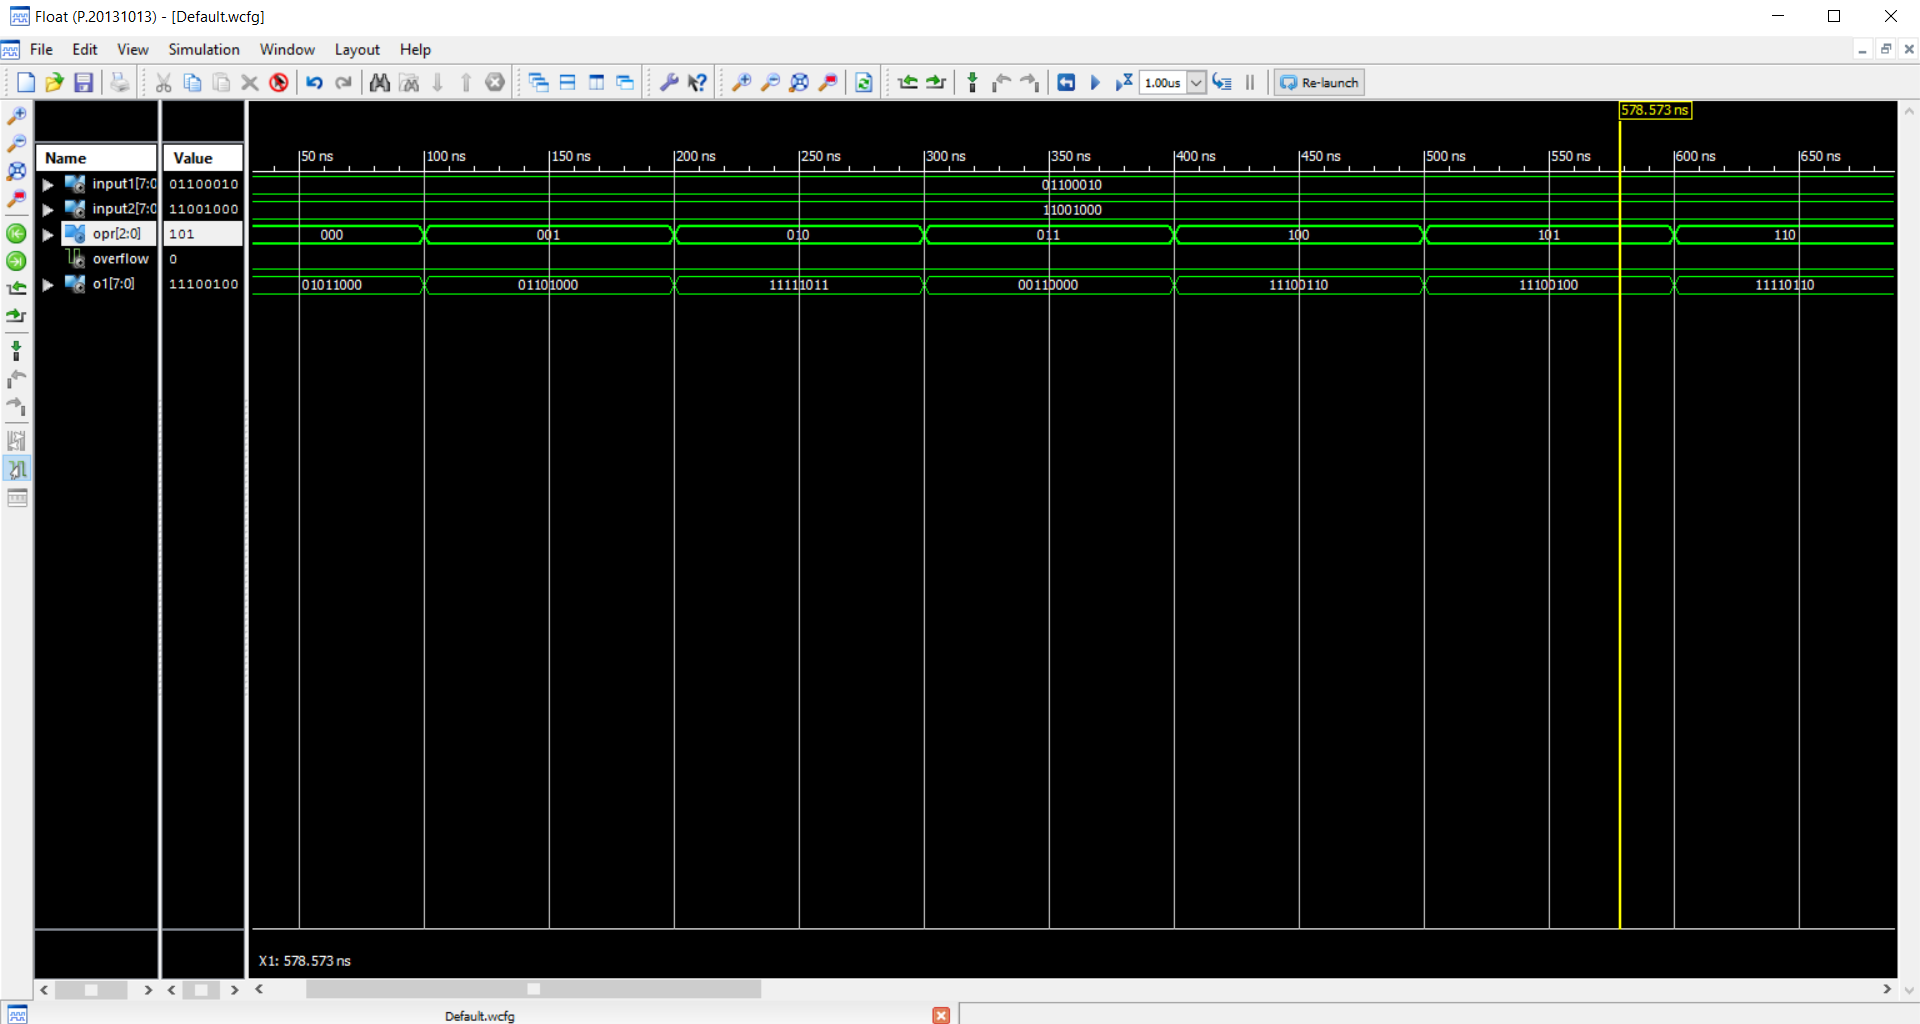 Float (P.20131013) - [Default.wcfg]
File Edit View Simulation Window Layout Help
1.00us Re-launch
578.573 ns
Name Value 50 ns 100 ns 150 ns 200 ns 250 ns 300 ns 350 ns 400 ns 450 ns 500 ns 550 ns 600 ns 650 ns
input1[7:0 01100010 01100010
input2[7:0 11001000 11001000
opr[2:0] 101 000 001 010 011 100 101 110
overflow 0
o1[7:0] 11100100 01011000 01101000 11111011 00110000 11100110 11100100 11110110
X1: 578.573 ns
Default.wcfg